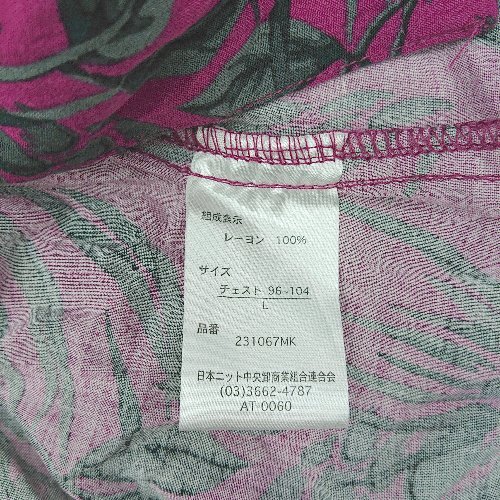 組成表示
レーヨン 100%
サイズ
チェスト 96-104
L
品番
231067MK
日本ニット中央卸商業組合連合会
(03)3662-4787
AT-0060